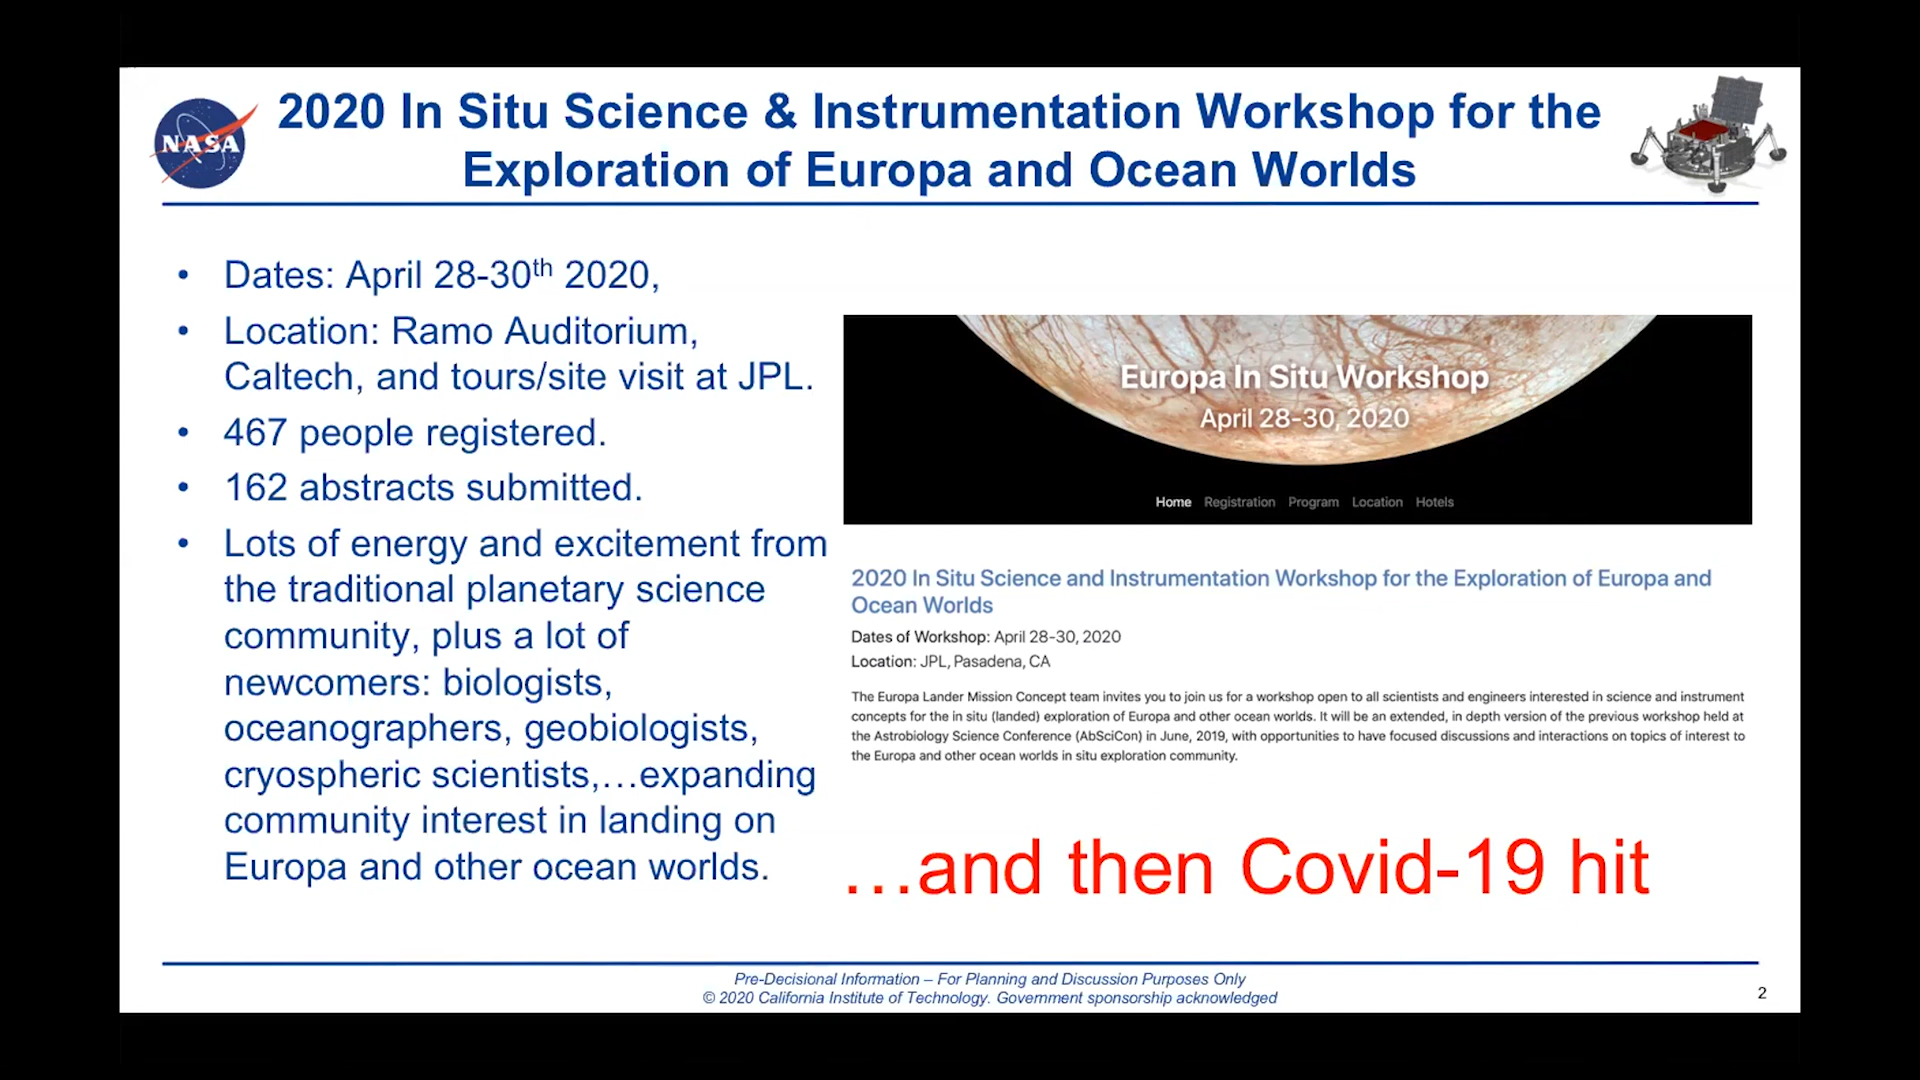 NASA
2020 In Situ Science & Instrumentation Workshop for the
Exploration of Europa and Ocean Worlds
• Dates: April 28-30th 2020,
• Location: Ramo Auditorium,
Caltech, and tours/site visit at JPL.
• 467 people registered.
• 162 abstracts submitted.
• Lots of energy and excitement from
the traditional planetary science
community, plus a lot of
newcomers: biologists,
oceanographers, geobiologists,
cryospheric scientists,…expanding
community interest in landing on
Europa and other ocean worlds.
Europa In Situ Workshop
April 28-30, 2020
Home Registration Program Location Hotels
2020 In Situ Science and Instrumentation Workshop for the Exploration of Europa and
Ocean Worlds
Dates of Workshop: April 28-30, 2020
Location: JPL, Pasadena, CA
The Europa Lander Mission Concept team invites you to join us for a workshop open to all scientists and engineers interested in science and instrument
concepts for the in situ (landed) exploration of Europa and other ocean worlds. It will be an extended, in depth version of the previous workshop held at
the Astrobiology Science Conference (AbSciCon) in June, 2019, with opportunities to have focused discussions and interactions on topics of interest to
the Europa and other ocean worlds in situ exploration community.
…and then Covid-19 hit
Pre-Decisional Information – For Planning and Discussion Purposes Only
© 2020 California Institute of Technology. Government sponsorship acknowledged
2